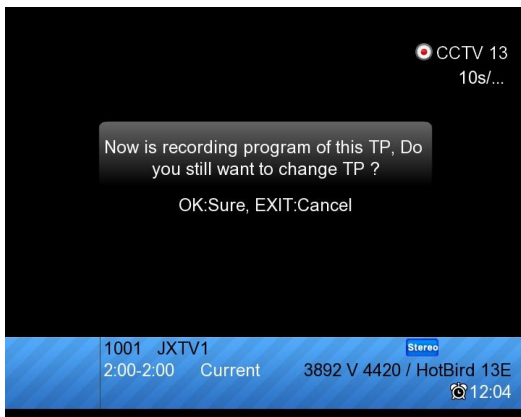 CCTV 13
10s/...
Now is recording program of this TP, Do
you still want to change TP ?
OK:Sure, EXIT:Cancel
1001 JXTV1 Stereo
2:00-2:00 Current 3892 V 4420 / HotBird 13E
12:04